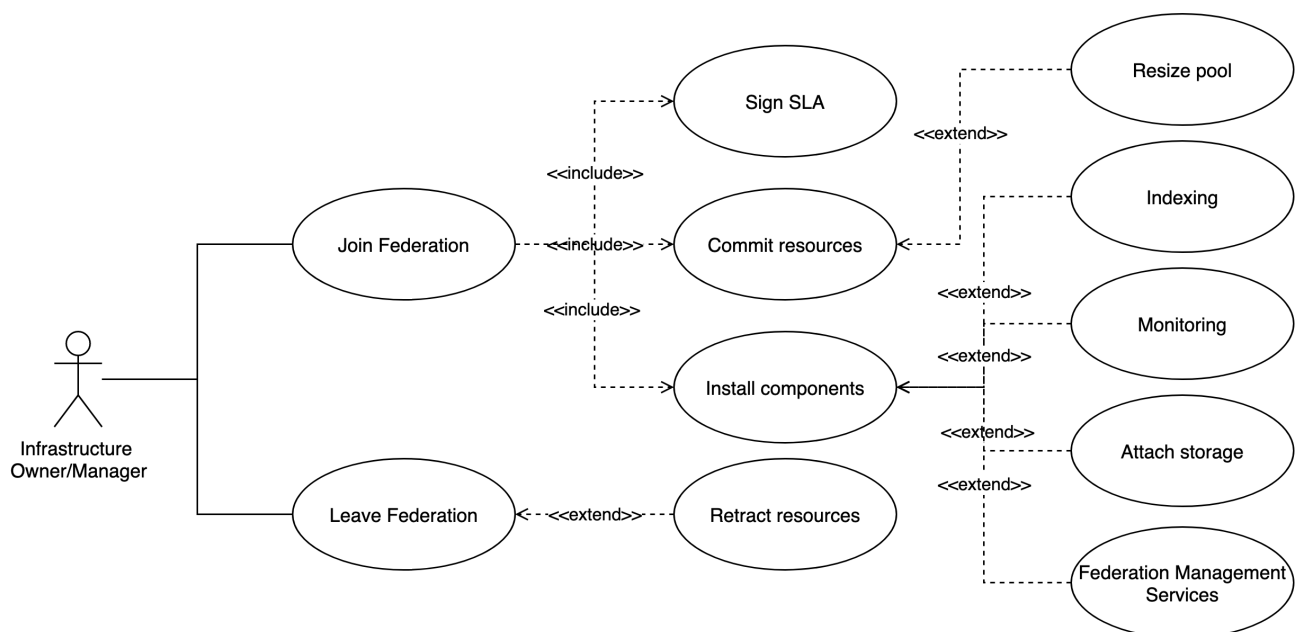 Resize pool
Sign SLA
<<extend>>
<<include>>
Indexing
Join Federation
<<include>>
Commit resources
<<extend>>
<<include>>
Monitoring
<<extend>>
Install components
Infrastructure
Owner/Manager
<<extend>>
Attach storage
<<extend>>
Leave Federation
<<extend>>
Retract resources
Federation Management
Services